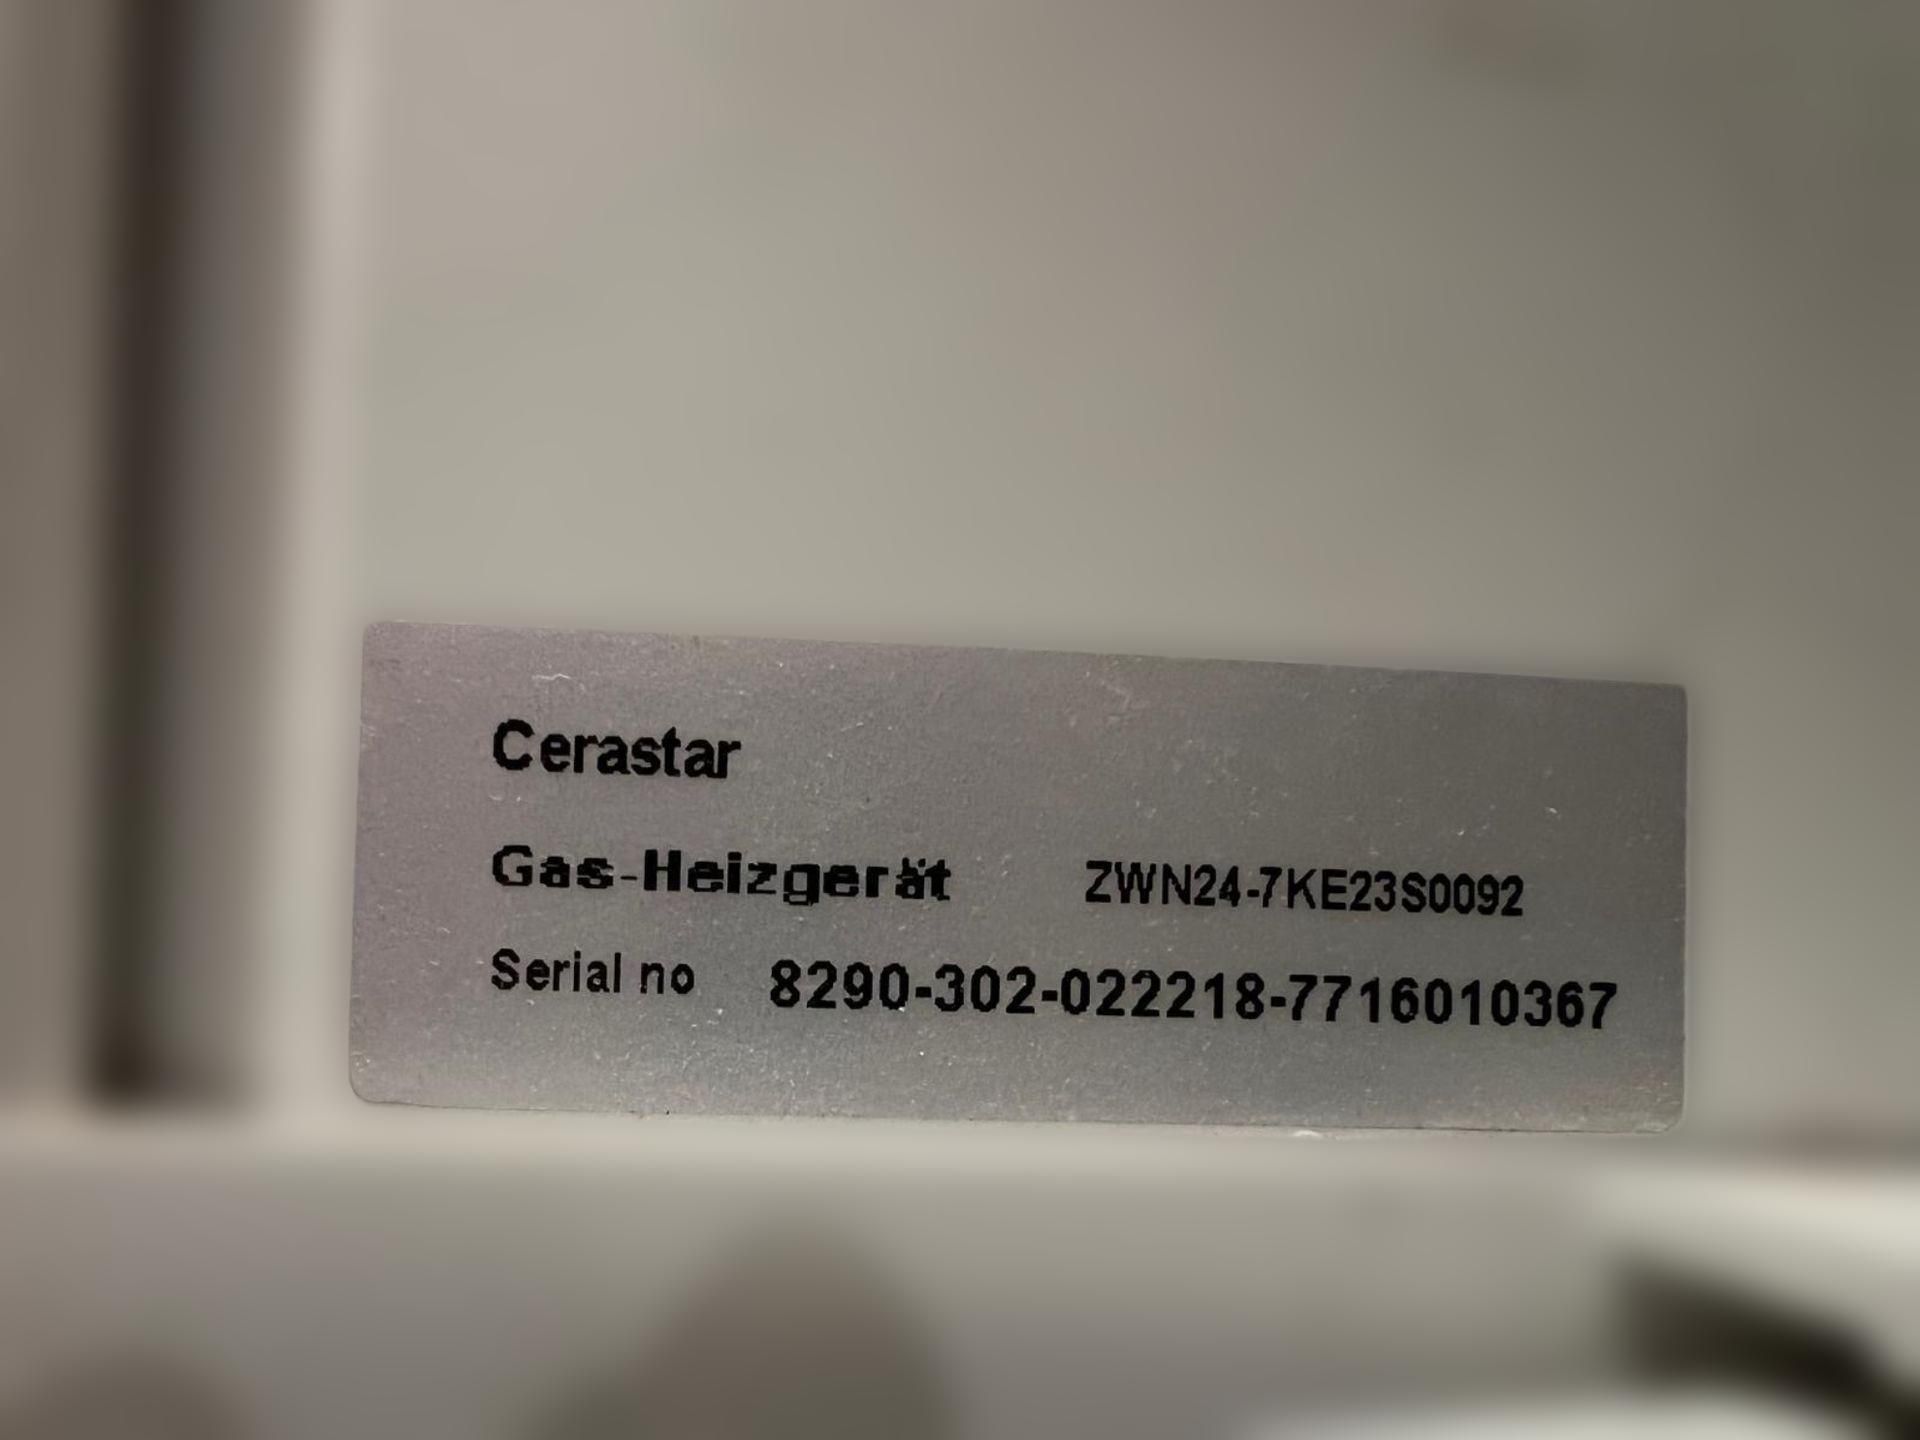 Cerastar
Gas-Heizgerät ZWN24-7KE23S0092
Serial no 8290-302-022218-7716010367